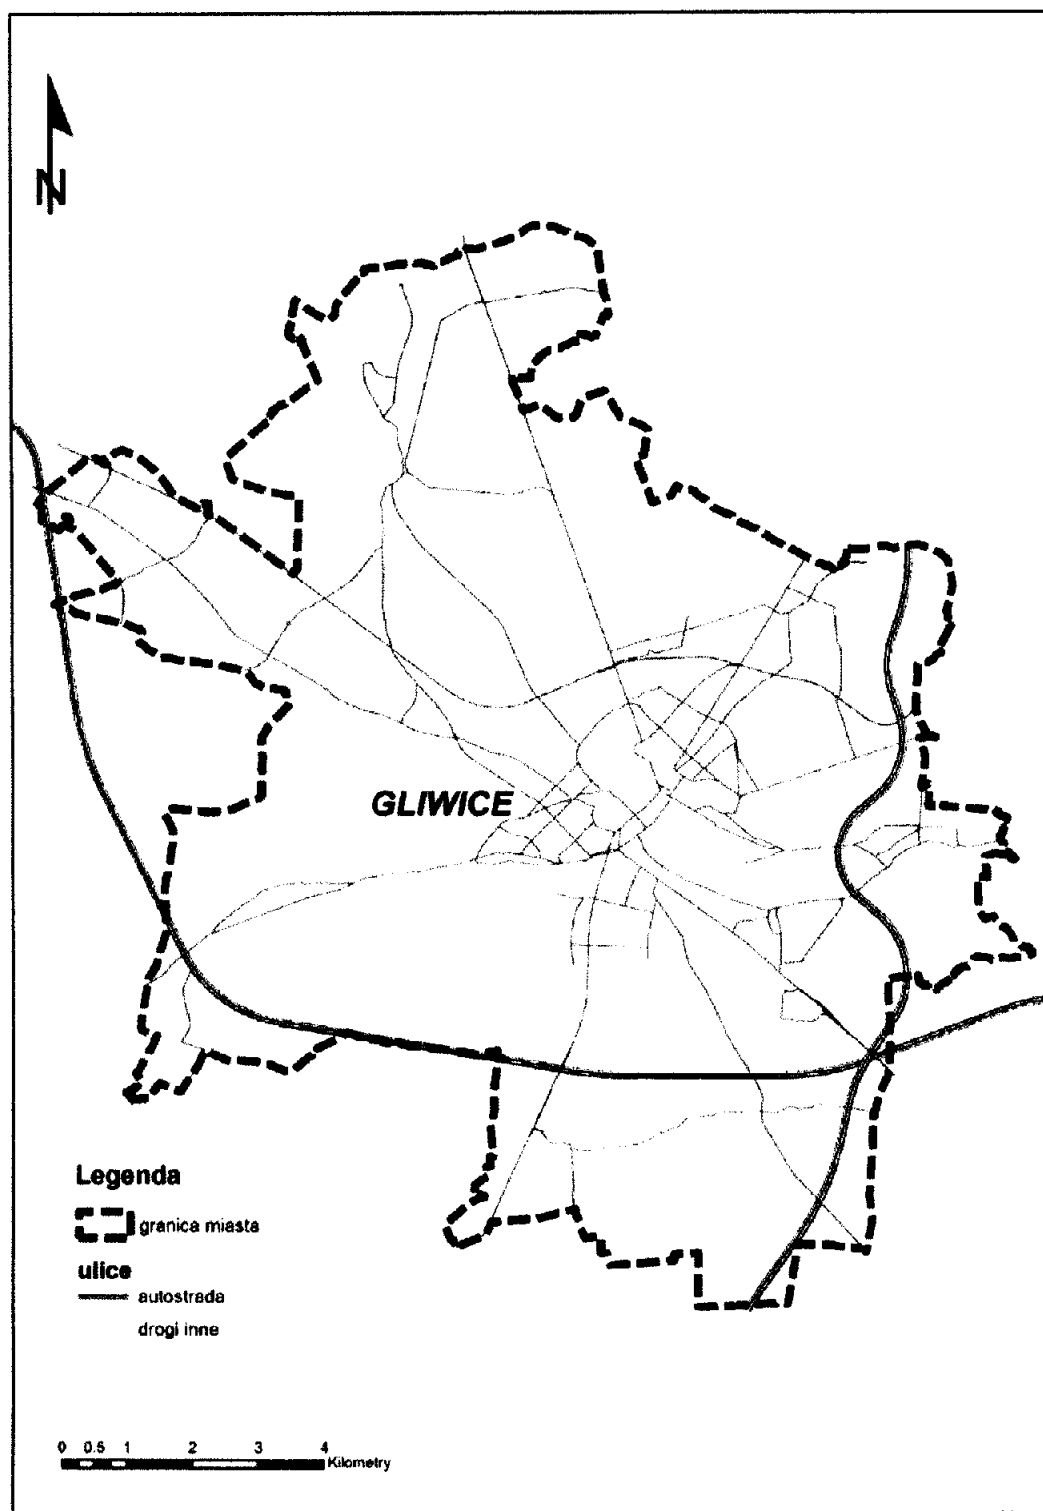 N
GLIWICE
Legenda
granica miasta
ulice
autostrada
drogi inne
0 0.5 1 2 3 4
Kilometry